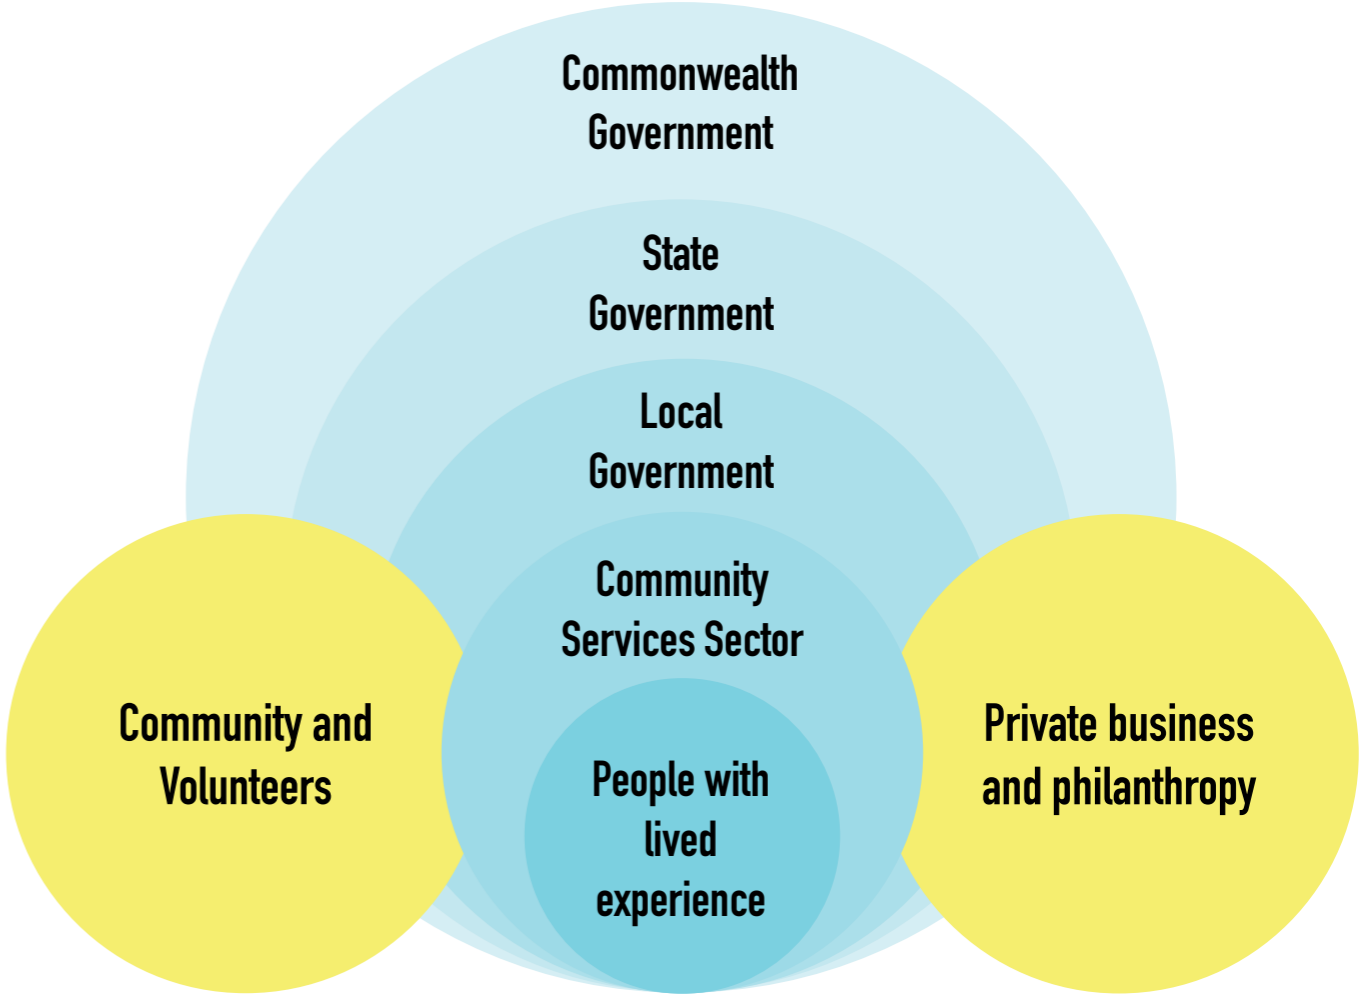 Commonwealth
Government
State
Government
Local
Government
Community
Services Sector
Community and
Volunteers
People with
lived
experience
Private business
and philanthropy